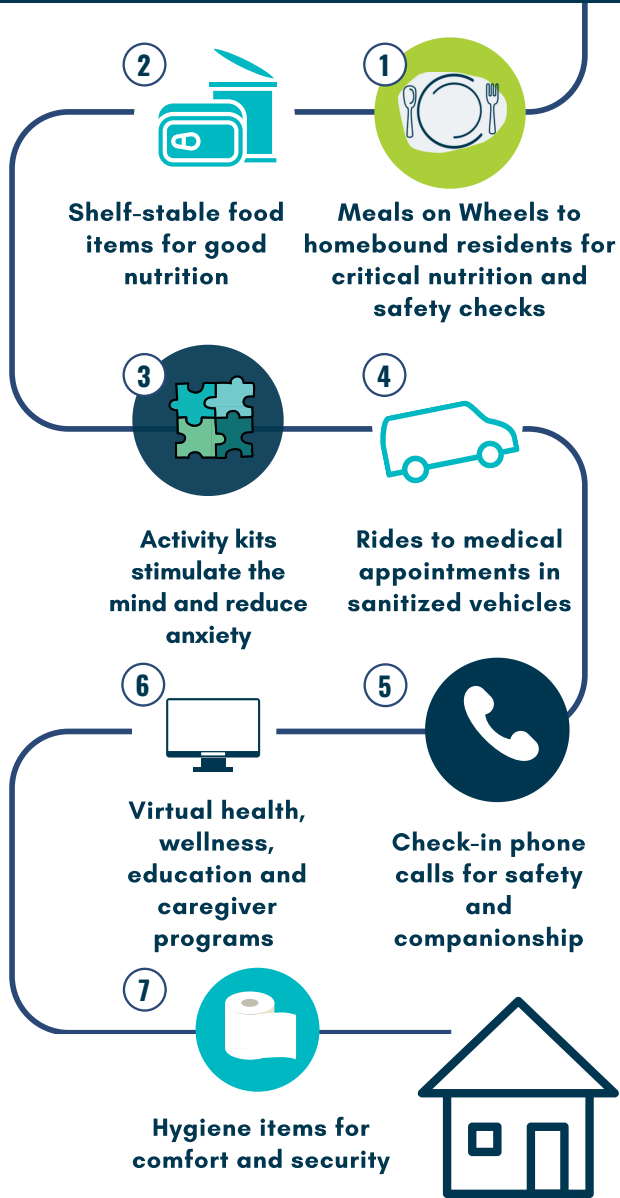 1
Meals on Wheels to
homebound residents for
critical nutrition and
safety checks
2
Shelf-stable food
items for good
nutrition
3
Activity kits
stimulate the
mind and reduce
anxiety
4
Rides to medical
appointments in
sanitized vehicles
5
Check-in phone
calls for safety
and
companionship
6
Virtual health,
wellness,
education and
caregiver
programs
7
Hygiene items for
comfort and security